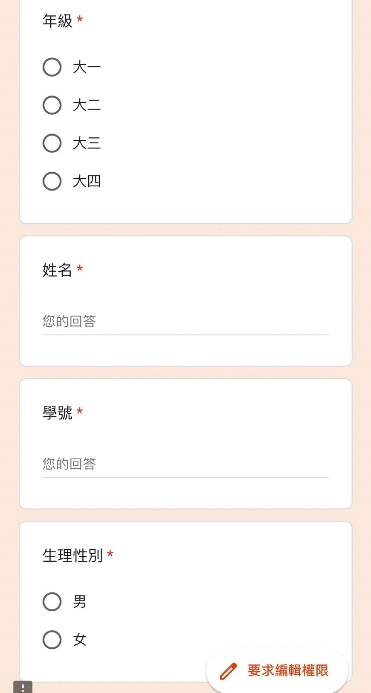 年級 *
大一
大二
大三
大四
姓名 *
您的回答
學號 *
您的回答
生理性別 *
男
女
要求編輯權限